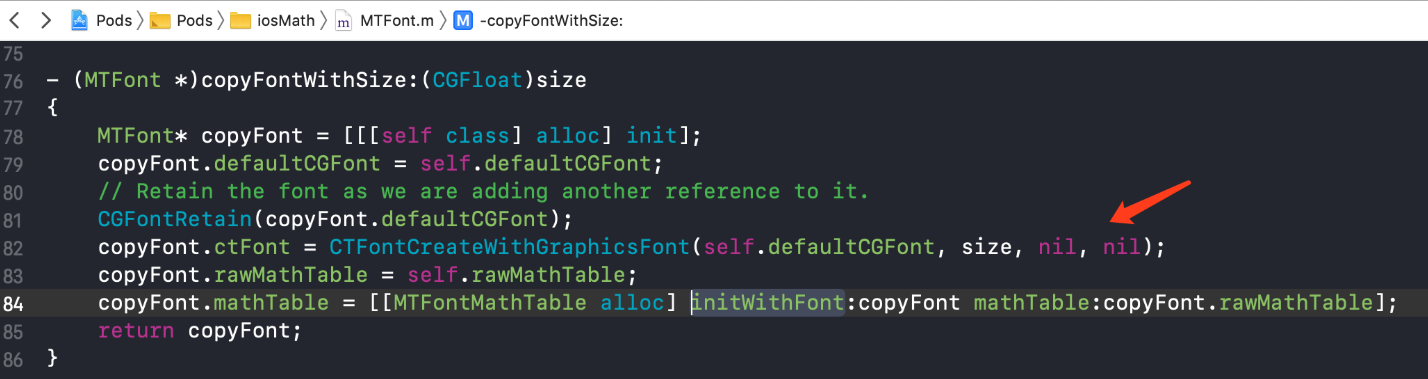 Pods Pods iosMath m MTFont.m M -copyFontWithSize:
75
76 - (MTFont *)copyFontWithSize:(CGFloat)size
77 {
78 MTFont* copyFont = [[[self class] alloc] init];
79 copyFont.defaultCGFont = self.defaultCGFont;
80 // Retain the font as we are adding another reference to it.
81 CGFontRetain(copyFont.defaultCGFont);
82 copyFont.ctFont = CTFontCreateWithGraphicsFont(self.defaultCGFont, size, nil, nil);
83 copyFont.rawMathTable = self.rawMathTable;
84 copyFont.mathTable = [[MTFontMathTable alloc] initWithFont:copyFont mathTable:copyFont.rawMathTable];
85 return copyFont;
86 }